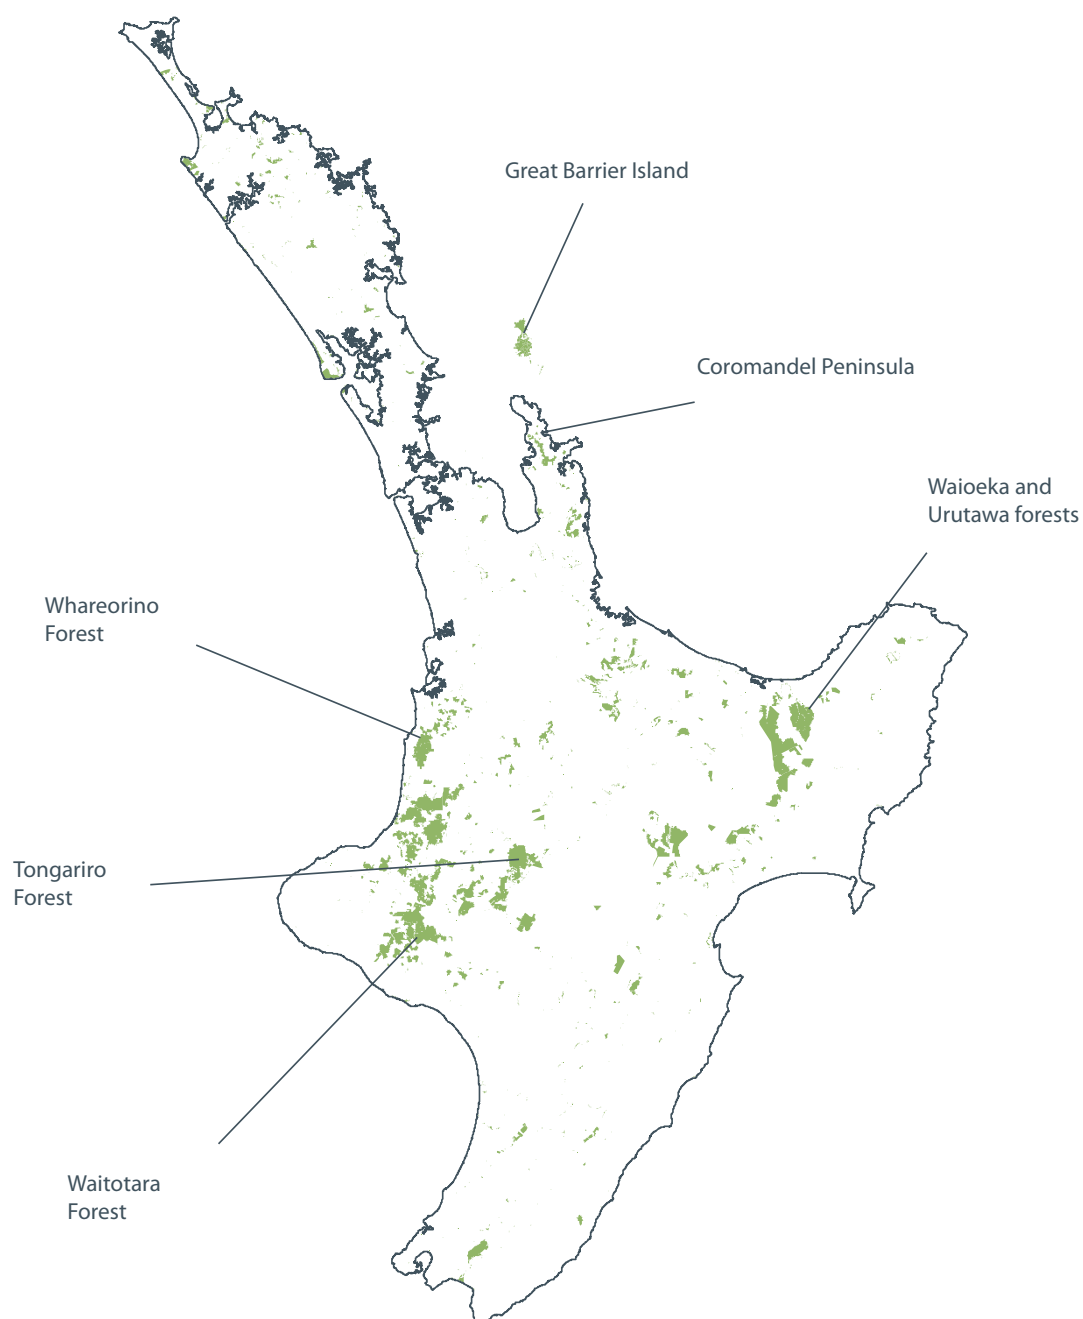 Great Barrier Island
Coromandel Peninsula
Waioeka and
Urutawa forests
Whareorino
Forest
Tongariro
Forest
Waitotara
Forest